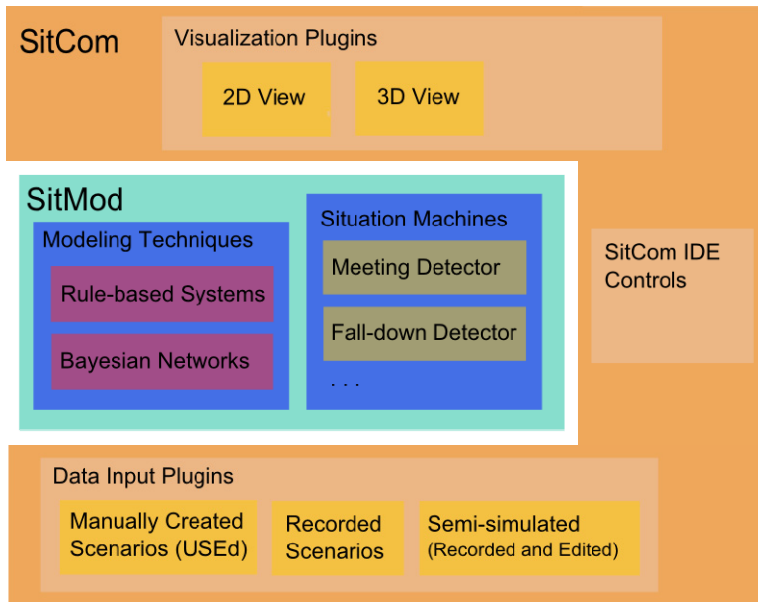 SitCom
Visualization Plugins
2D View
3D View
SitMod
Modeling Techniques
Rule-based Systems
Bayesian Networks
Situation Machines
Meeting Detector
Fall-down Detector
. . .
SitCom IDE
Controls
Data Input Plugins
Manually Created
Scenarios (USEd)
Recorded
Scenarios
Semi-simulated
(Recorded and Edited)